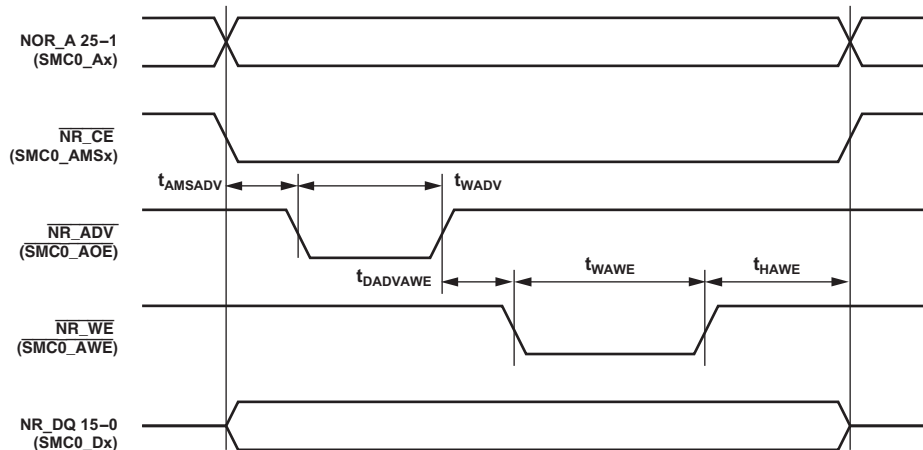 NOR_A 25–1
(SMC0_Ax)
NR_CE
(SMC0_AMSx)
tAMSADV
tWADV
NR_ADV
(SMC0_AOE)
tDADVAWE
tWAWE
tHAWE
NR_WE
(SMC0_AWE)
NR_DQ 15–0
(SMC0_Dx)